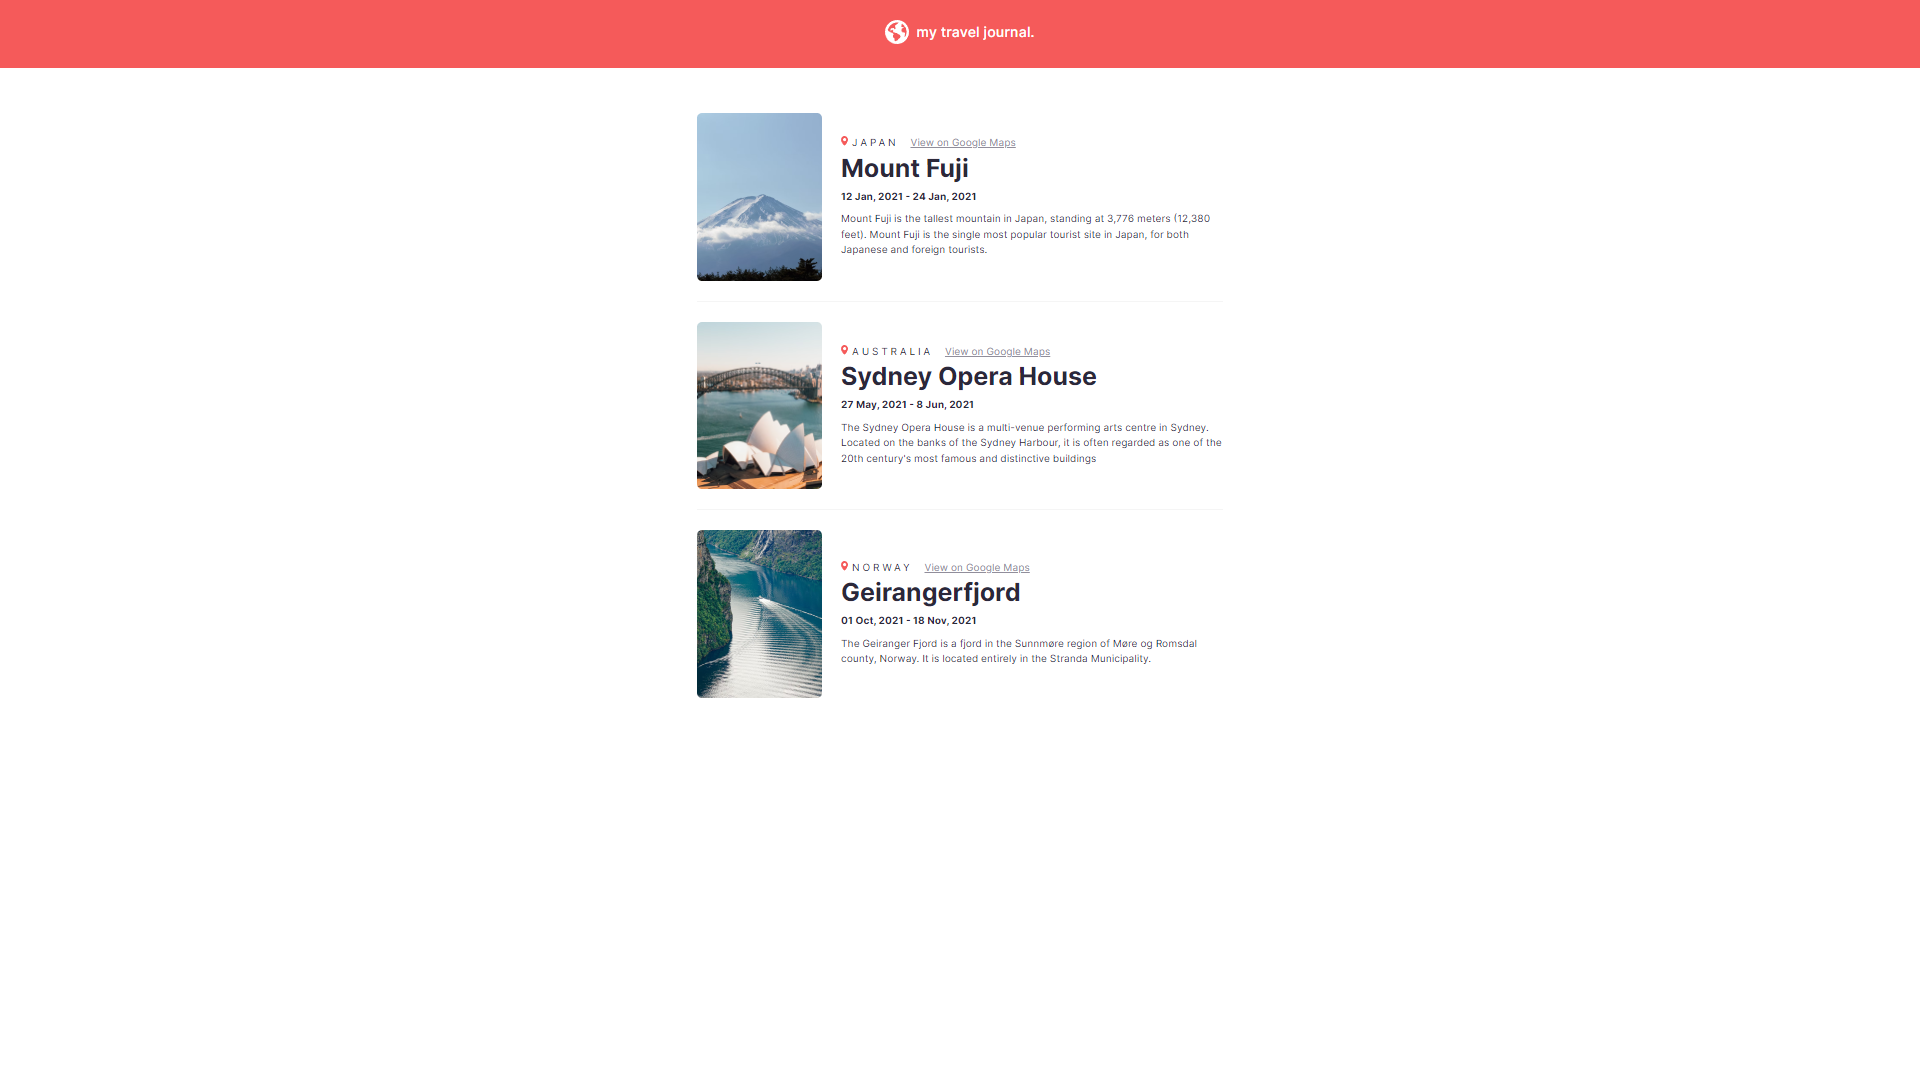 my travel journal.
JAPAN View on Google Maps
Mount Fuji
12 Jan, 2021 - 24 Jan, 2021
Mount Fuji is the tallest mountain in Japan, standing at 3,776 meters (12,380
feet). Mount Fuji is the single most popular tourist site in Japan, for both
Japanese and foreign tourists.
AUSTRALIA View on Google Maps
Sydney Opera House
27 May, 2021 - 8 Jun, 2021
The Sydney Opera House is a multi-venue performing arts centre in Sydney.
Located on the banks of the Sydney Harbour, it is often regarded as one of the
20th century's most famous and distinctive buildings
NORWAY View on Google Maps
Geirangerfjord
01 Oct, 2021 - 18 Nov, 2021
The Geiranger Fjord is a fjord in the Sunnmøre region of Møre og Romsdal
county, Norway. It is located entirely in the Stranda Municipality.